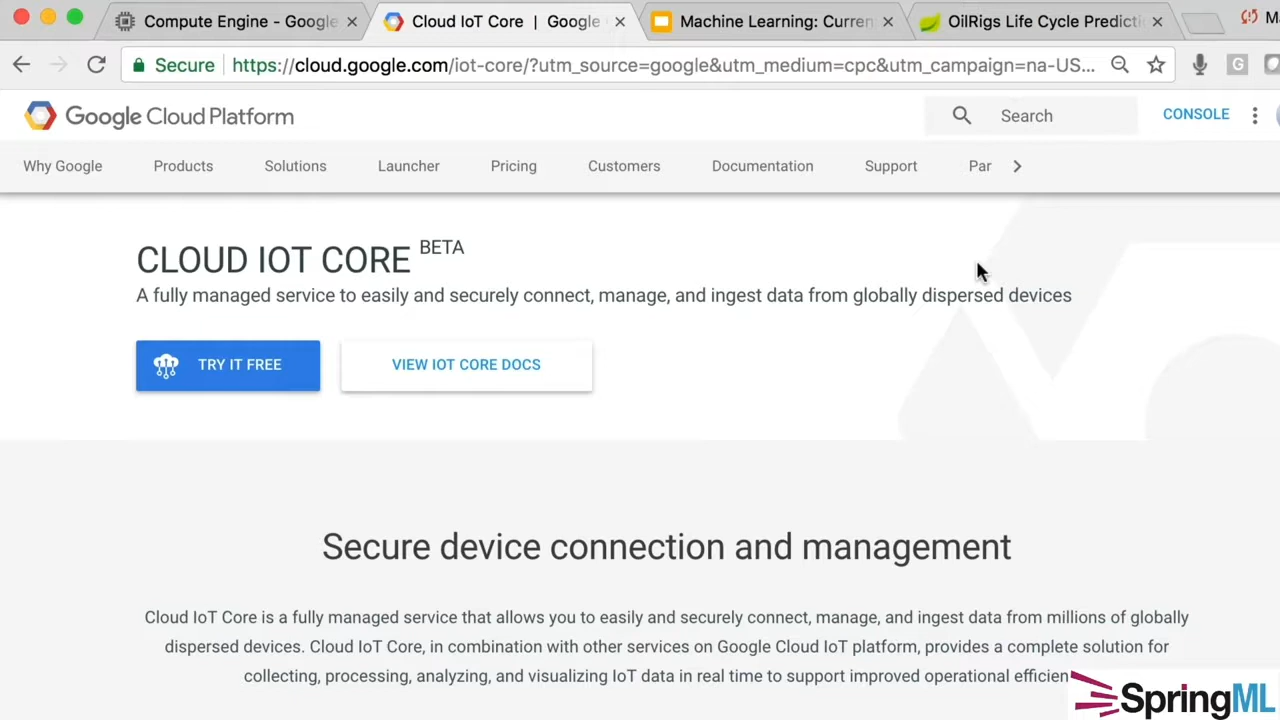 Compute Engine - Google
Cloud IoT Core | Google
Machine Learning: Curren
OilRigs Life Cycle Predicti
Secure
https://cloud.google.com/iot-core/?utm_source=google&utm_medium=cpc&utm_campaign=na-US...
G
Google Cloud Platform
Search
CONSOLE
Why Google
Products
Solutions
Launcher
Pricing
Customers
Documentation
Support
Par
CLOUD IOT CORE BETA
A fully managed service to easily and securely connect, manage, and ingest data from globally dispersed devices
TRY IT FREE
VIEW IOT CORE DOCS
Secure device connection and management
Cloud IoT Core is a fully managed service that allows you to easily and securely connect, manage, and ingest data from millions of globally
dispersed devices. Cloud IoT Core, in combination with other services on Google Cloud IoT platform, provides a complete solution for
collecting, processing, analyzing, and visualizing IoT data in real time to support improved operational efficien
SpringML